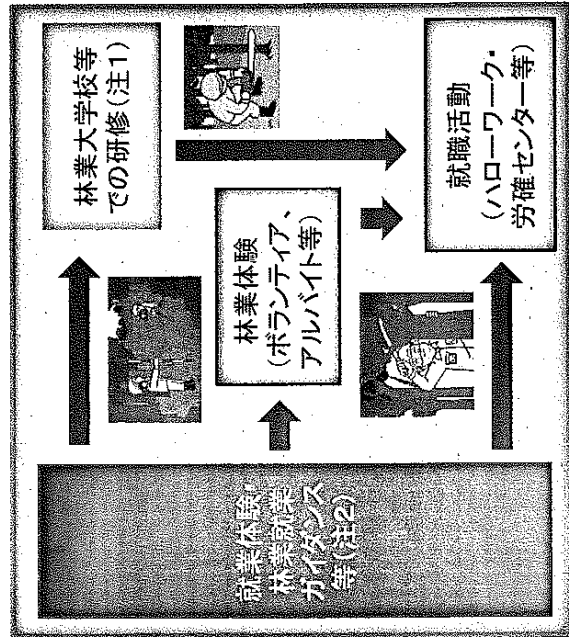 就業体験・
林業就業
ガイダンス
等(注2)
林業大学校等
での研修(注1)
林業体験
(ボランティア、
アルバイト等)
就職活動
(ハローワーク・
労確センター等)